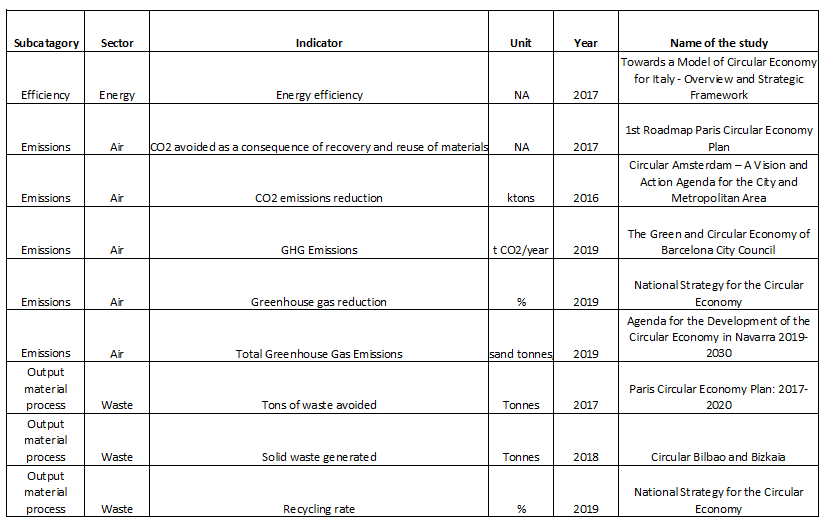 Subcatagory Sector Indicator Unit Year Name of the study
Towards a Model of Circular Economy
for Italy - Overview and Strategic
Efficiency Energy Energy efficiency NA 2017 Framework
1st Roadmap Paris Circular Economy
Emissions Air CO2 avoided as a consequence of recovery and reuse of materials NA 2017 Plan
Circular Amsterdam – A Vision and
Action Agenda for the City and
Emissions Air CO2 emissions reduction ktons 2016 Metropolitan Area
The Green and Circular Economy of
Emissions Air GHG Emissions t CO2/year 2019 Barcelona City Council
National Strategy for the Circular
Emissions Air Greenhouse gas reduction % 2019 Economy
Agenda for the Development of the
Circular Economy in Navarra 2019-
Emissions Air Total Greenhouse Gas Emissions sand tonnes 2019 2030
Output
material
process Waste Tons of waste avoided Tonnes 2017 Paris Circular Economy Plan: 2017-
2020
Output
material
process Waste Solid waste generated Tonnes 2018 Circular Bilbao and Bizkaia
Output
material
process Waste Recycling rate % 2019 National Strategy for the Circular
Economy